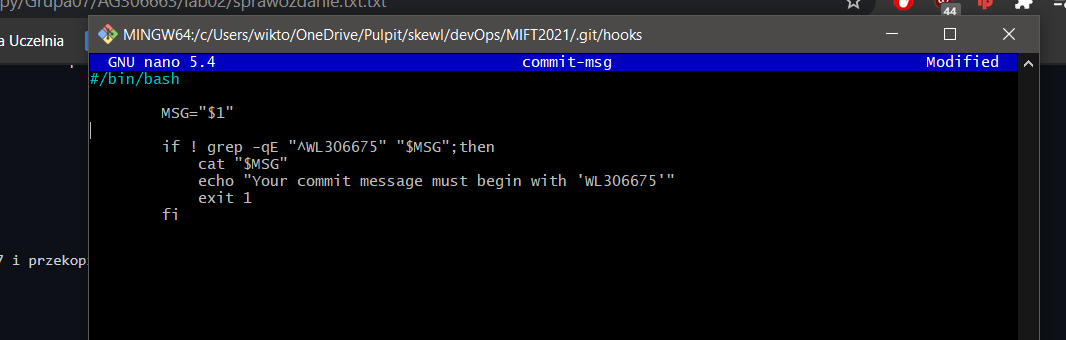 py/Grupa07/AG306663/lab02/sprawozdanie.txt.txt
44
a Uczelnia
MINGW64:/c/Users/wikto/OneDrive/Pulpit/skewl/devOps/MIFT2021/.git/hooks
GNU nano 5.4 commit-msg Modified
#/bin/bash
MSG="$1"
if ! grep -qE "^WL306675" "$MSG";then
cat "$MSG"
echo "Your commit message must begin with 'WL306675'"
exit 1
fi
7 i przekop